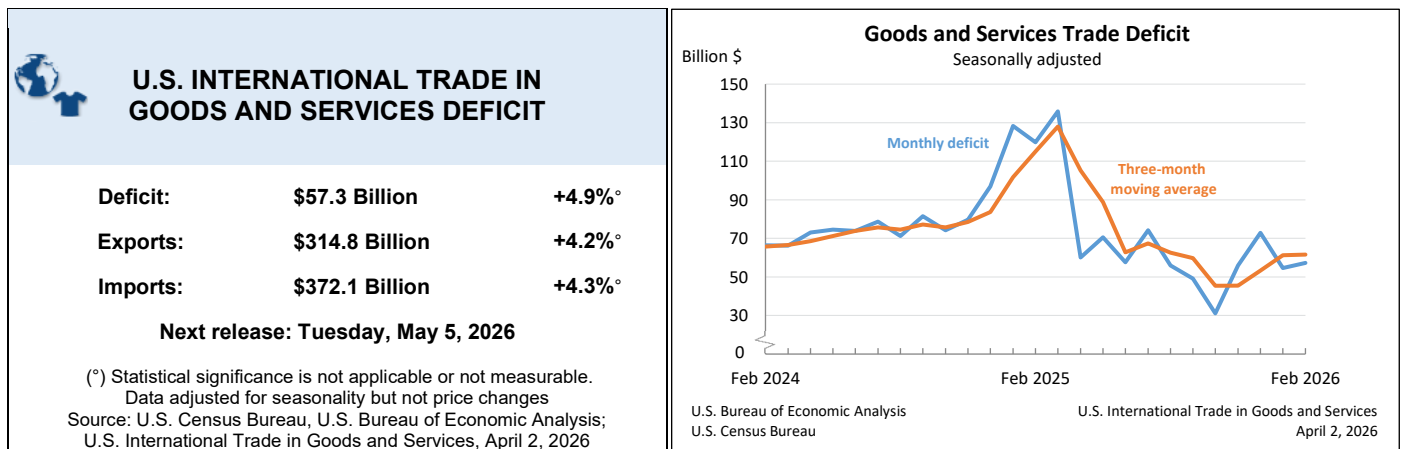 U.S. INTERNATIONAL TRADE IN
GOODS AND SERVICES DEFICIT
Deficit: $57.3 Billion +4.9%°
Exports: $314.8 Billion +4.2%°
Imports: $372.1 Billion +4.3%°
Next release: Tuesday, May 5, 2026
(°) Statistical significance is not applicable or not measurable.
Data adjusted for seasonality but not price changes
Source: U.S. Census Bureau, U.S. Bureau of Economic Analysis;
U.S. International Trade in Goods and Services, April 2, 2026
Goods and Services Trade Deficit
Billion $
Seasonally adjusted
150
130
110
90
70
50
30
0
Monthly deficit
Three-month
moving average
Feb 2024 Feb 2025 Feb 2026
U.S. Bureau of Economic Analysis
U.S. Census Bureau
U.S. International Trade in Goods and Services
April 2, 2026